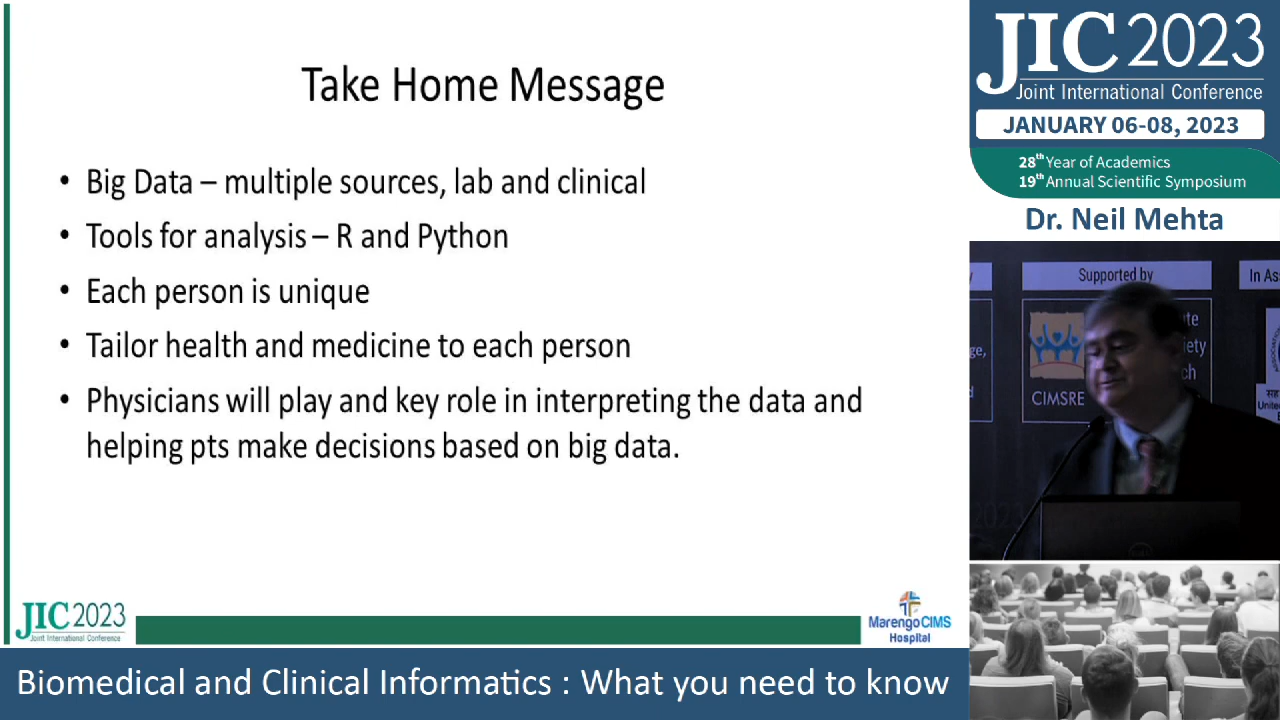 Take Home Message
• Big Data – multiple sources, lab and clinical
• Tools for analysis – R and Python
• Each person is unique
• Tailor health and medicine to each person
• Physicians will play and key role in interpreting the data and
helping pts make decisions based on big data.
JIC 2023
Joint International Conference
Marengo CIMS
Hospital
Biomedical and Clinical Informatics : What you need to know
JIC 2023
Joint International Conference
JANUARY 06-08, 2023
28th Year of Academics
19th Annual Scientific Symposium
Dr. Neil Mehta
Supported by
In As
CIMSRE